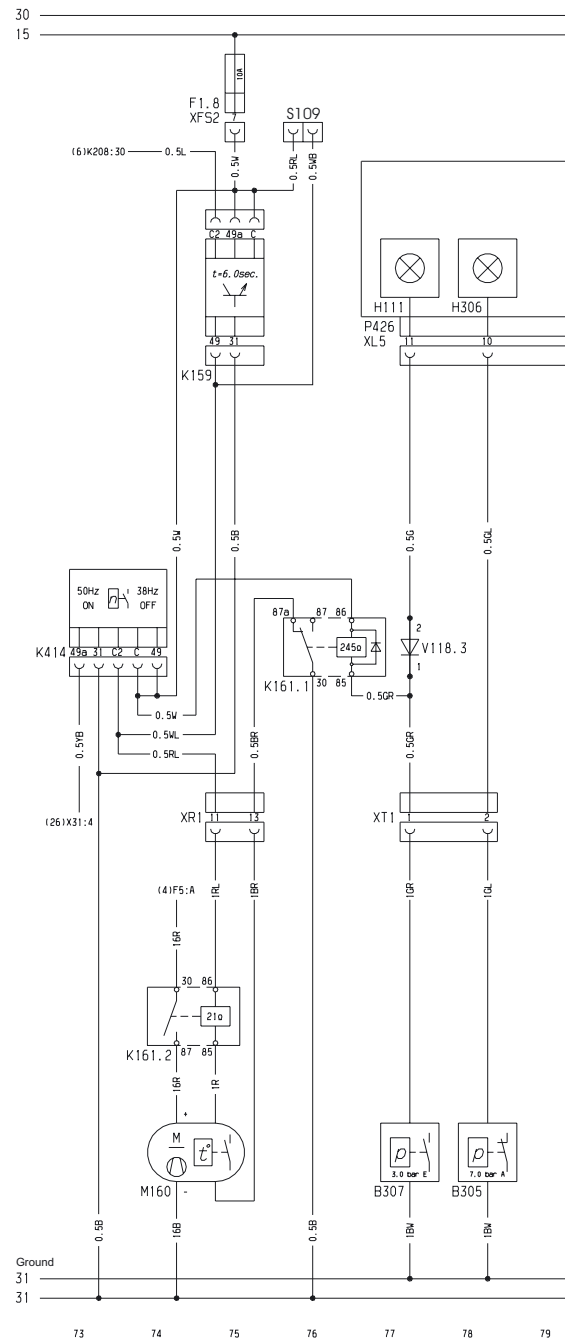 30
15
10A
F1.8
XFS2 7
S109
(6)K208:30
0.5L
0.5W
0.5RL
0.5WB
C2 49a C
t=6.0sec.
49 31
K159
H111 H306
P426
XL5 11 10
0.5W
0.5B
0.5G
0.5GL
50Hz 38Hz
ON n OFF
K414 49a 31 C2 C 49
87a 87 86
245Ω
K161.1 30 85
2
V118.3
1
0.5GR
0.5W
0.5WL
0.5RL
0.5YB
0.5BR
0.5GR
(26)X31:4
XR1 11 13
XT1 1 2
(4)F5:A
1RL
1BR
1GR
1GL
16R
30 86
21Ω
K161.2 87 85
16R
1R
+
M t°
M160 -
p p
3.0 bar E 7.0 bar A
B307 B305
0.5B
16B
0.5B
1BW
1BW
Ground
31
31
73 74 75 76 77 78 79